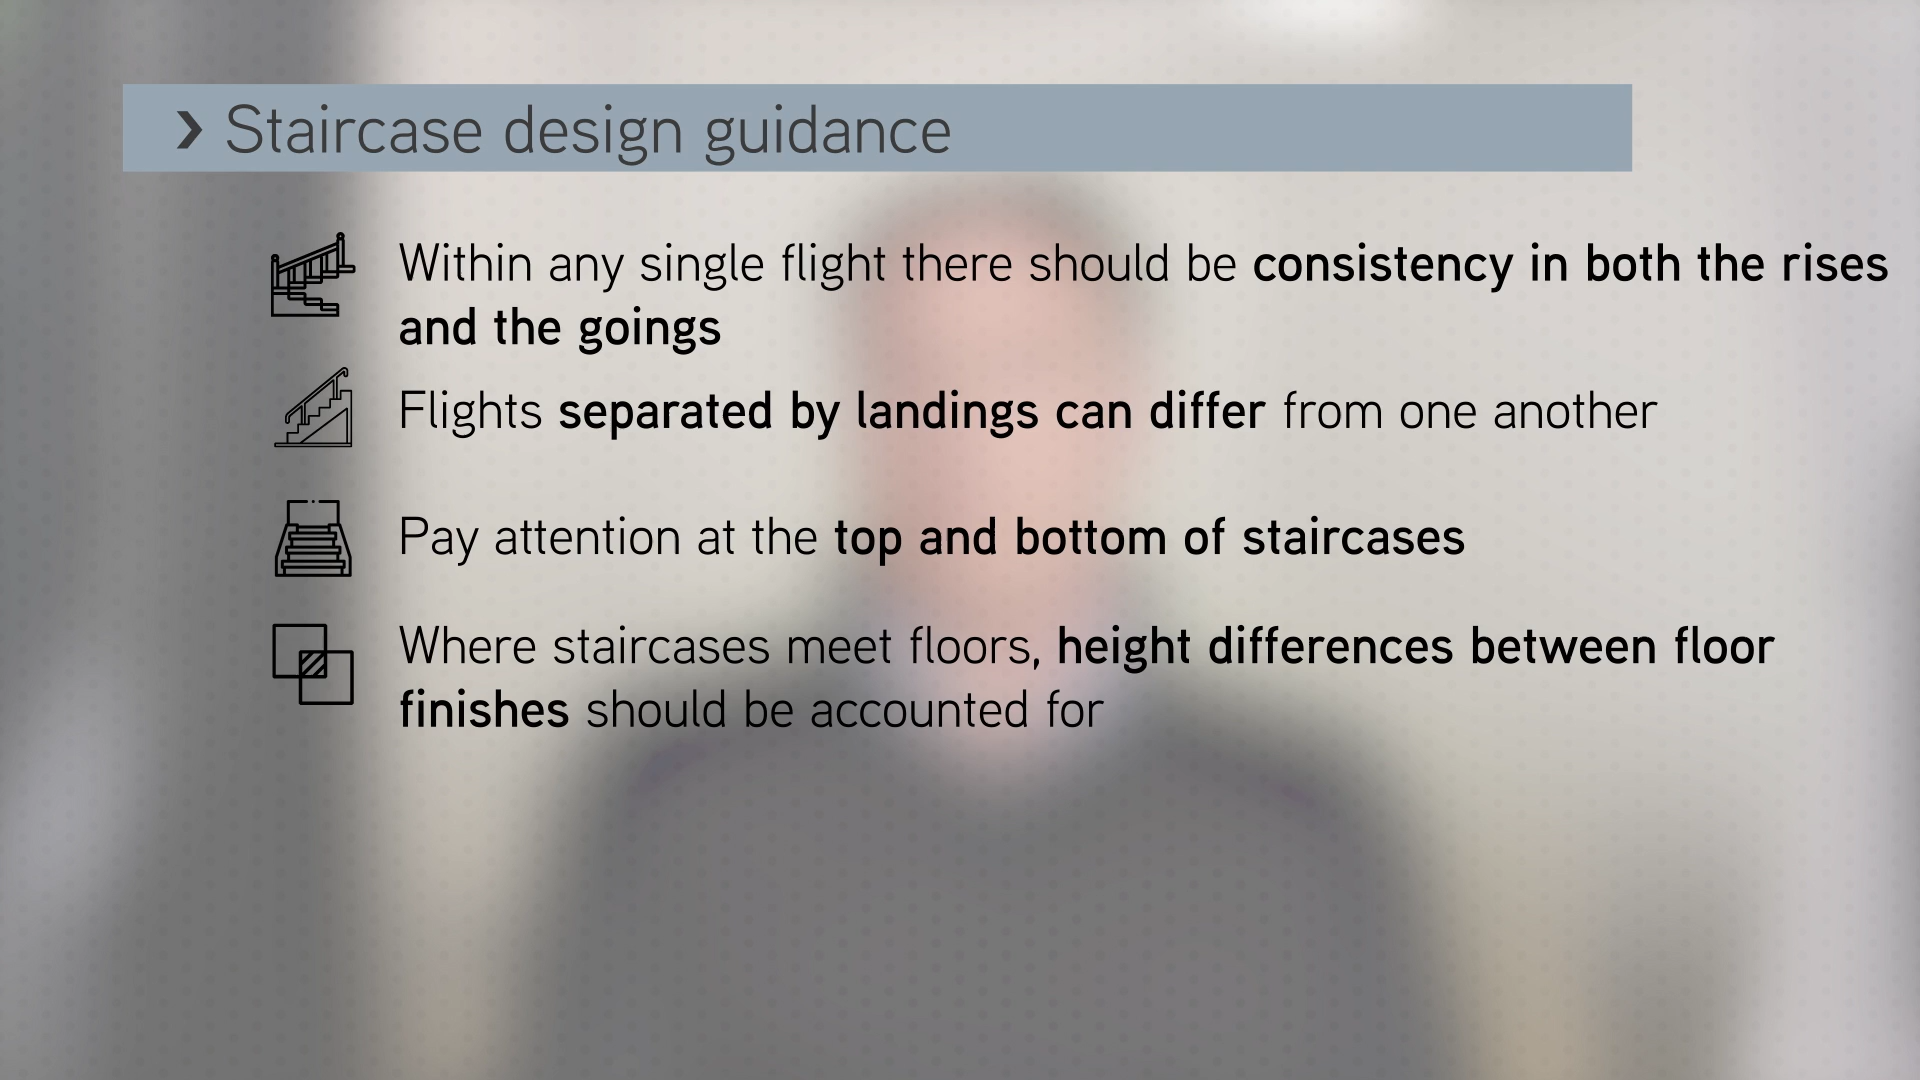 Staircase design guidance
Within any single flight there should be consistency in both the rises
and the goings
Flights separated by landings can differ from one another
Pay attention at the top and bottom of staircases
Where staircases meet floors, height differences between floor
finishes should be accounted for